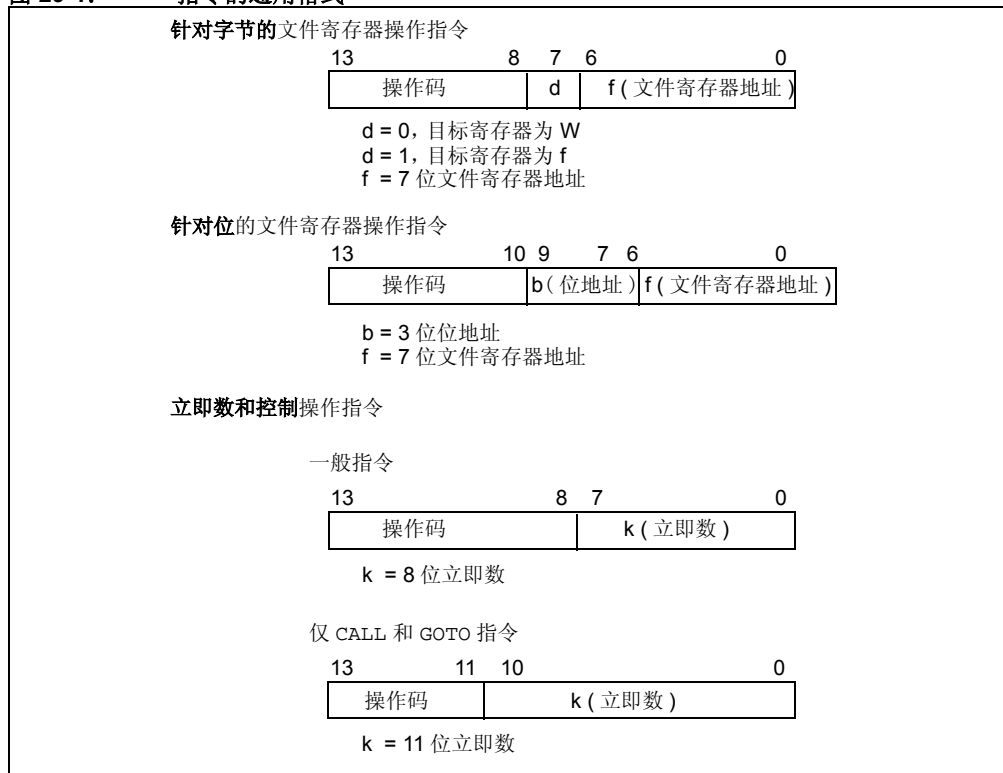 针对字节的文件寄存器操作指令
13 8 7 6 0
操作码 d f ( 文件寄存器地址 )
d = 0，目标寄存器为 W
d = 1，目标寄存器为 f
f = 7 位文件寄存器地址
针对位的文件寄存器操作指令
13 10 9 7 6 0
操作码 b（位地址） f ( 文件寄存器地址 )
b = 3 位位地址
f = 7 位文件寄存器地址
立即数和控制操作指令
一般指令
13 8 7 0
操作码 k ( 立即数 )
k = 8 位立即数
仅 CALL 和 GOTO 指令
13 11 10 0
操作码 k ( 立即数 )
k = 11 位立即数